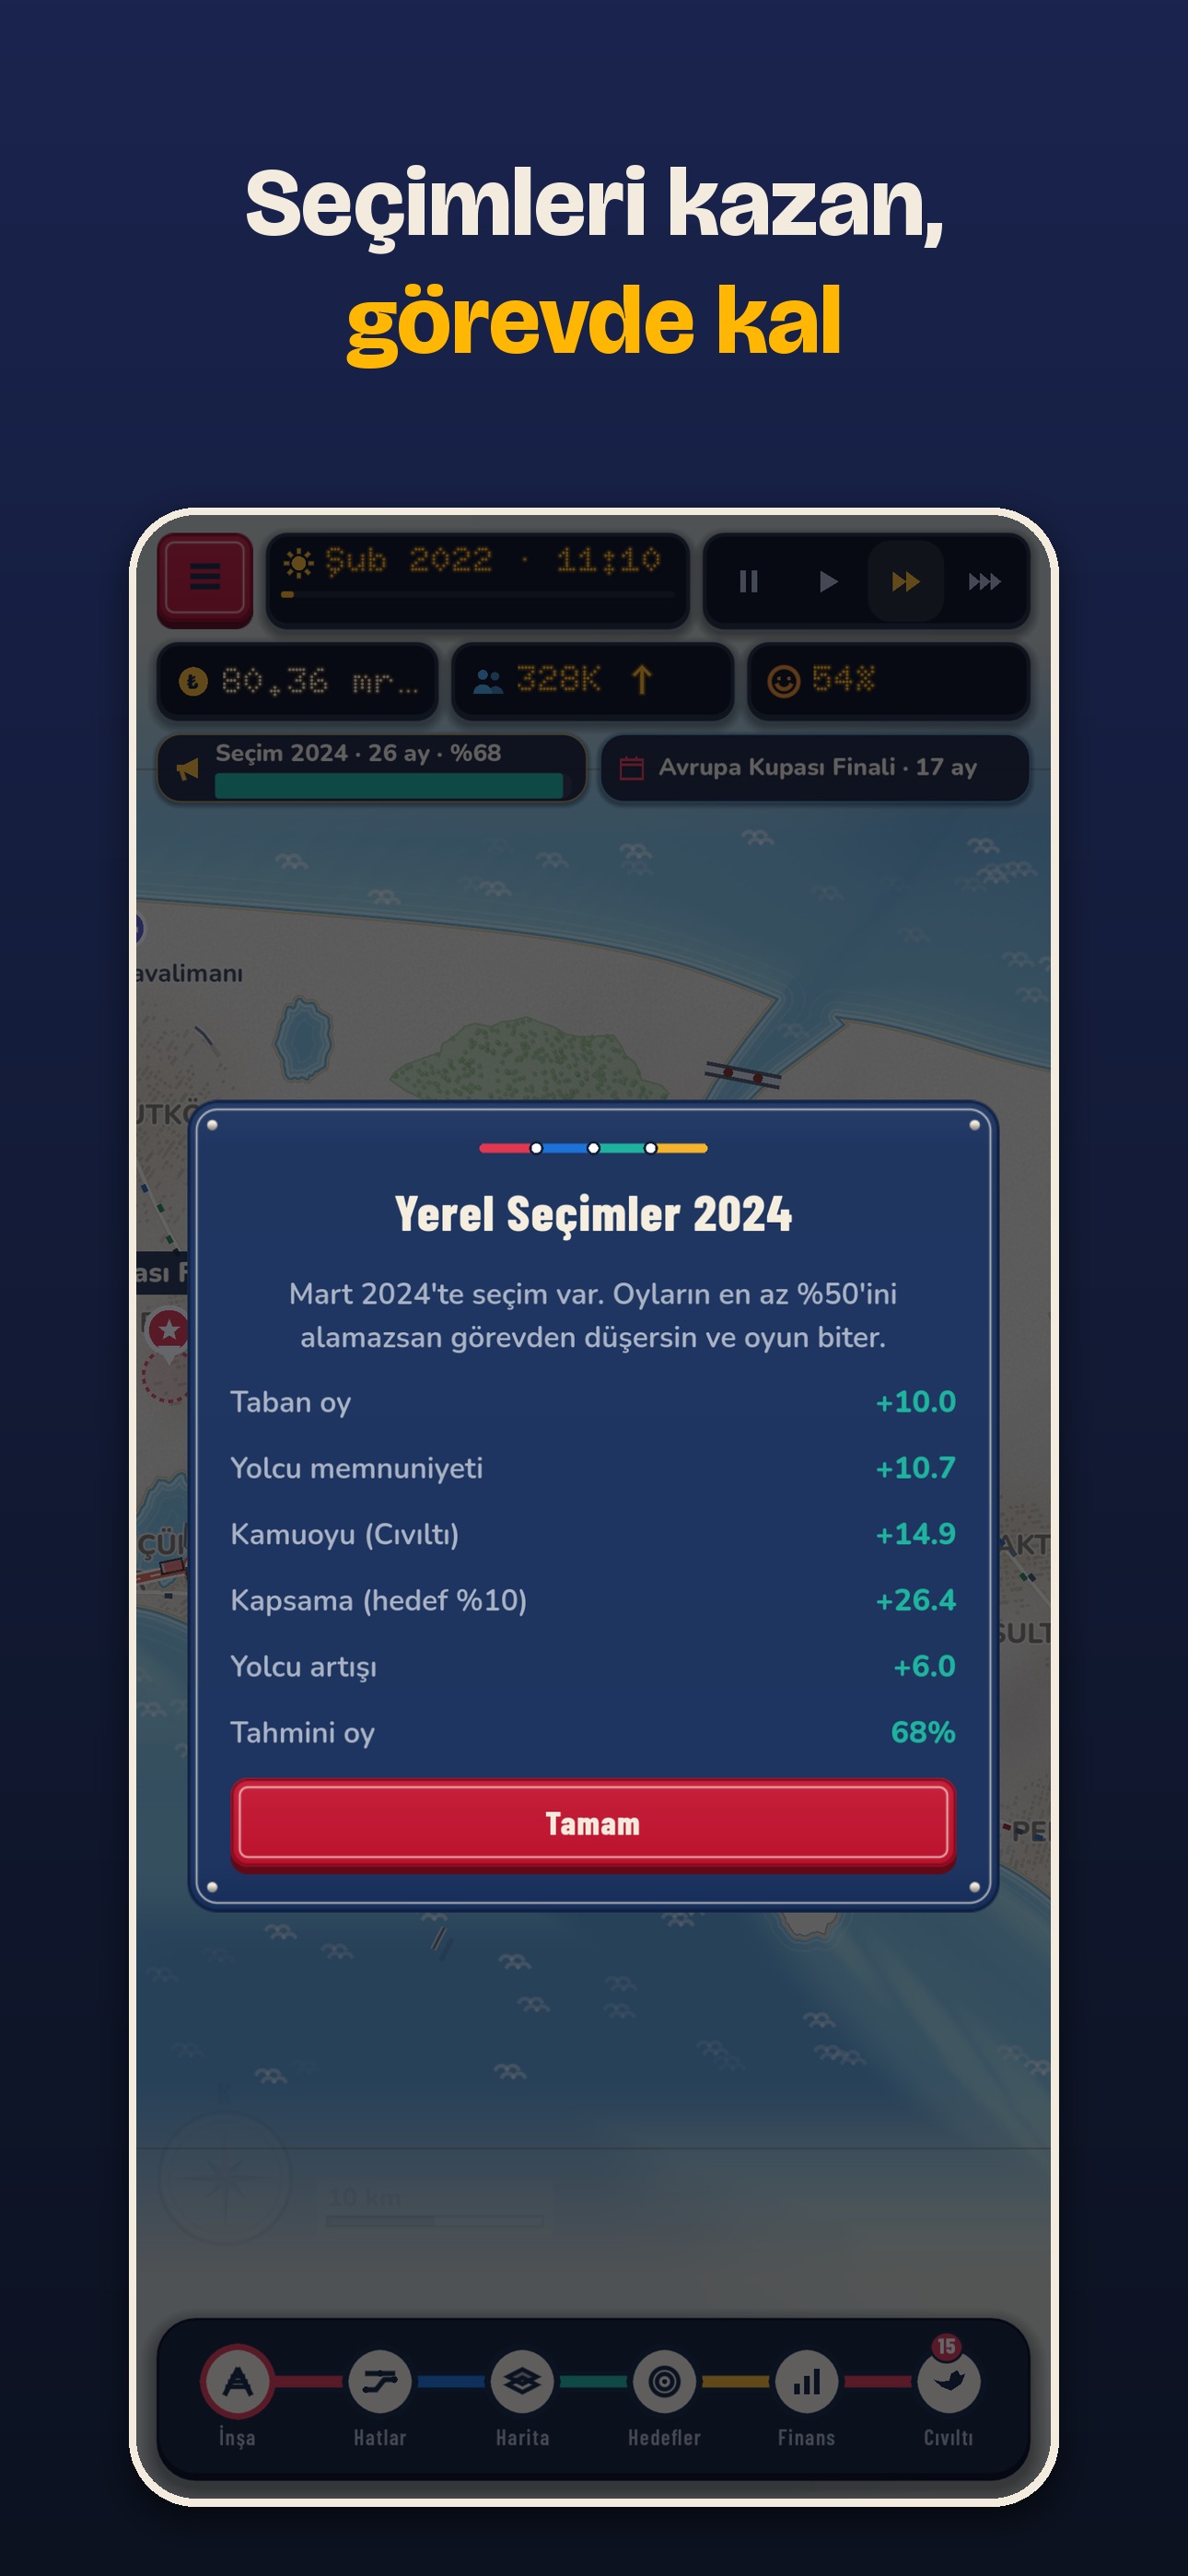 Seçimleri kazan,
görevde kal
Şub 2022 · 11:10
80,36 mr...
328K
54%
Seçim 2024 · 26 ay · %68
Avrupa Kupası Finali · 17 ay
avalimanı
Yerel Seçimler 2024
Mart 2024'te seçim var. Oyların en az %50'ini
alamazsan görevden düşersin ve oyun biter.
Taban oy +10.0
Yolcu memnuniyeti +10.7
Kamuoyu (Cıvıltı) +14.9
Kapsama (hedef %10) +26.4
Yolcu artışı +6.0
Tahmini oy 68%
Tamam
10 km
15
İnşa Hatlar Harita Hedefler Finans Cıvıltı